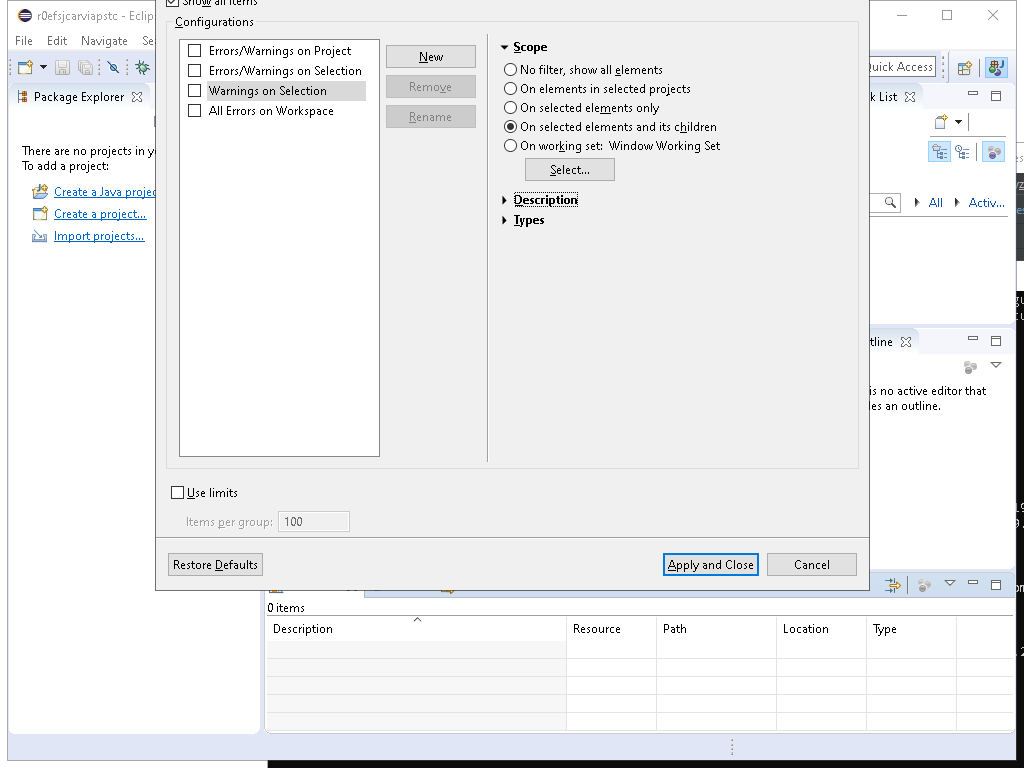 r0efsjcarviapstc - Eclip
Show all items
File Edit Navigate Se
Configurations
Errors/Warnings on Project
Errors/Warnings on Selection
Warnings on Selection
All Errors on Workspace
New
Remove
Rename
Scope
No filter, show all elements
On elements in selected projects
On selected elements only
On selected elements and its children
On working set: Window Working Set
Select...
Description
Types
Quick Access
Package Explorer
k List
There are no projects in y
To add a project:
Create a Java projec
Create a project...
Import projects...
All
Activ...
tline
is no active editor that
les an outline.
Use limits
Items per group: 100
Restore Defaults
Apply and Close
Cancel
0 items
Description Resource Path Location Type